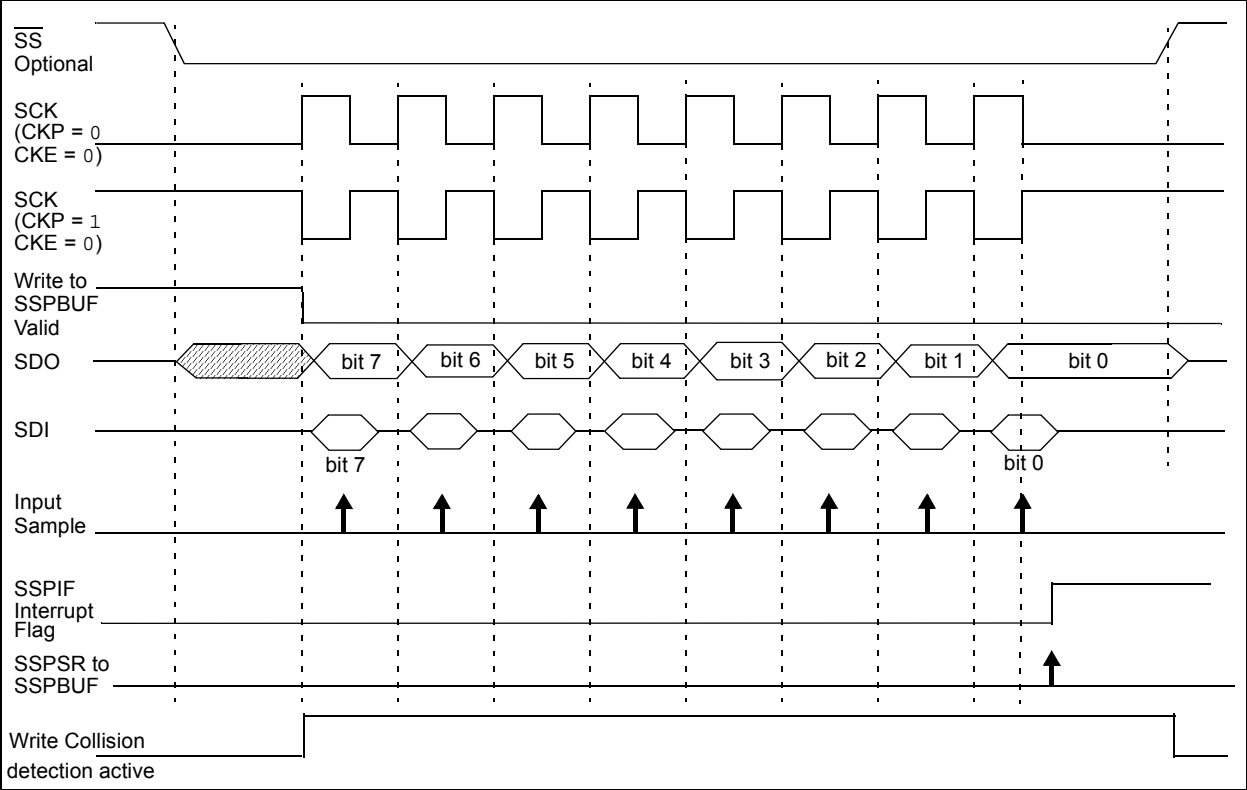 SS
Optional
SCK
(CKP = 0
CKE = 0)
SCK
(CKP = 1
CKE = 0)
Write to
SSPBUF
Valid
SDO
bit 7
bit 6
bit 5
bit 4
bit 3
bit 2
bit 1
bit 0
SDI
bit 7
bit 0
Input
Sample
SSPIF
Interrupt
Flag
SSPSR to
SSPBUF
Write Collision
detection active